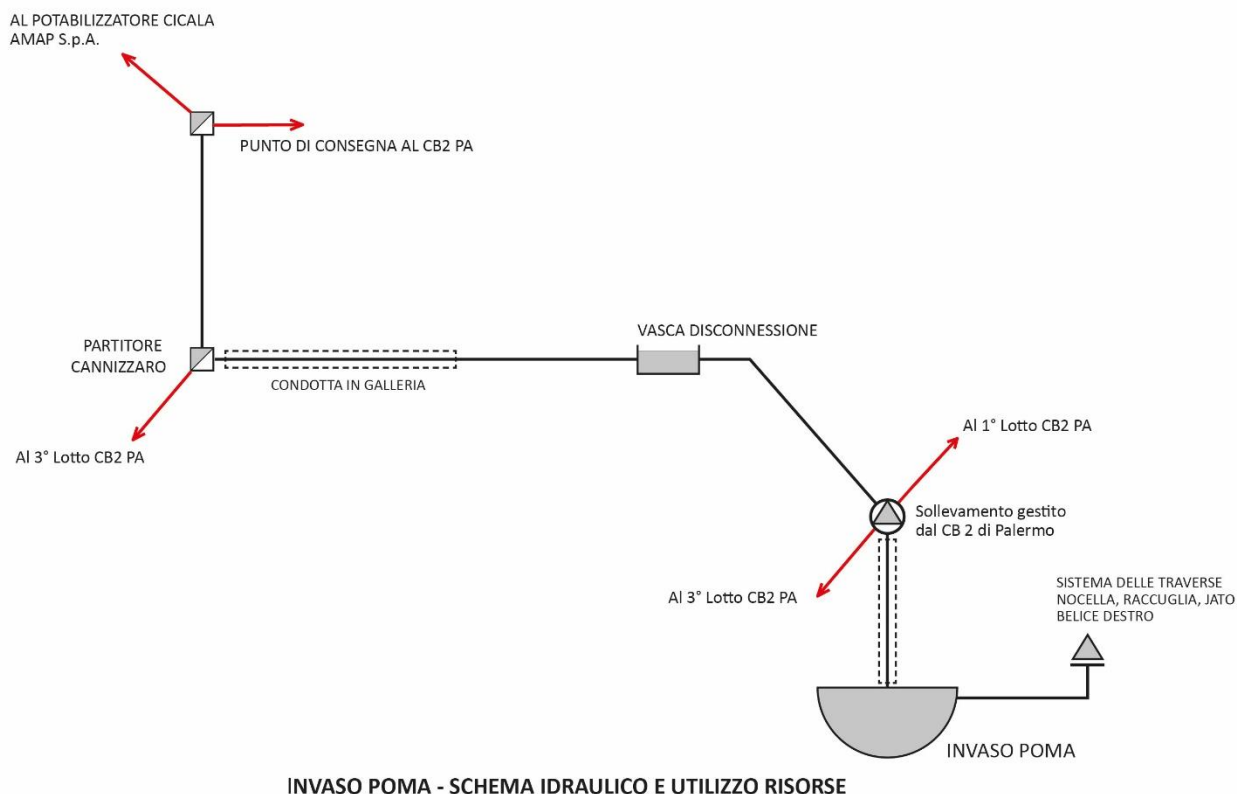 AL POTABILIZZATORE CICALA
AMAP S.p.A.
PUNTO DI CONSEGNA AL CB2 PA
VASCA DISCONNESSIONE
PARTITORE
CANNIZZARO
CONDOTTA IN GALLERIA
Al 3° Lotto CB2 PA
Al 1° Lotto CB2 PA
Sollevamento gestito
dal CB 2 di Palermo
Al 3° Lotto CB2 PA
SISTEMA DELLE TRAVERSE
NOCELLA, RACCUGLIA, JATO
BELICE DESTRO
INVASO POMA
INVASO POMA - SCHEMA IDRAULICO E UTILIZZO RISORSE